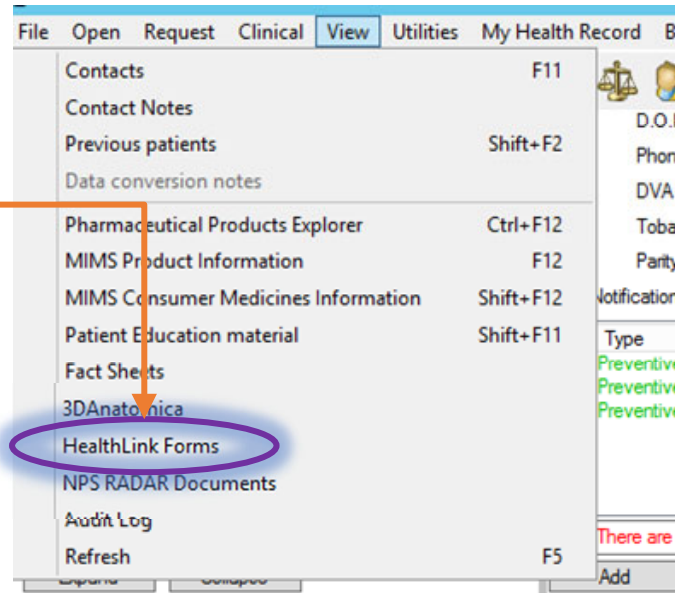 File Open Request Clinical View Utilities My Health Record B
Contacts F11
Contact Notes
D.O.
Previous patients Shift+F2
Phon
Data conversion notes
DVA
Pharmaceutical Products Explorer Ctrl+F12
Toba
MIMS Product Information F12
Parity
MIMS Consumer Medicines Information Shift+F12
Notification
Patient Education material Shift+F11
Type
Fact Sheets
Preventive
Preventive
Preventive
3DAnatomica
HealthLink Forms
NPS RADAR Documents
Audit Log
There are
Refresh F5
Expand Collapse
Add